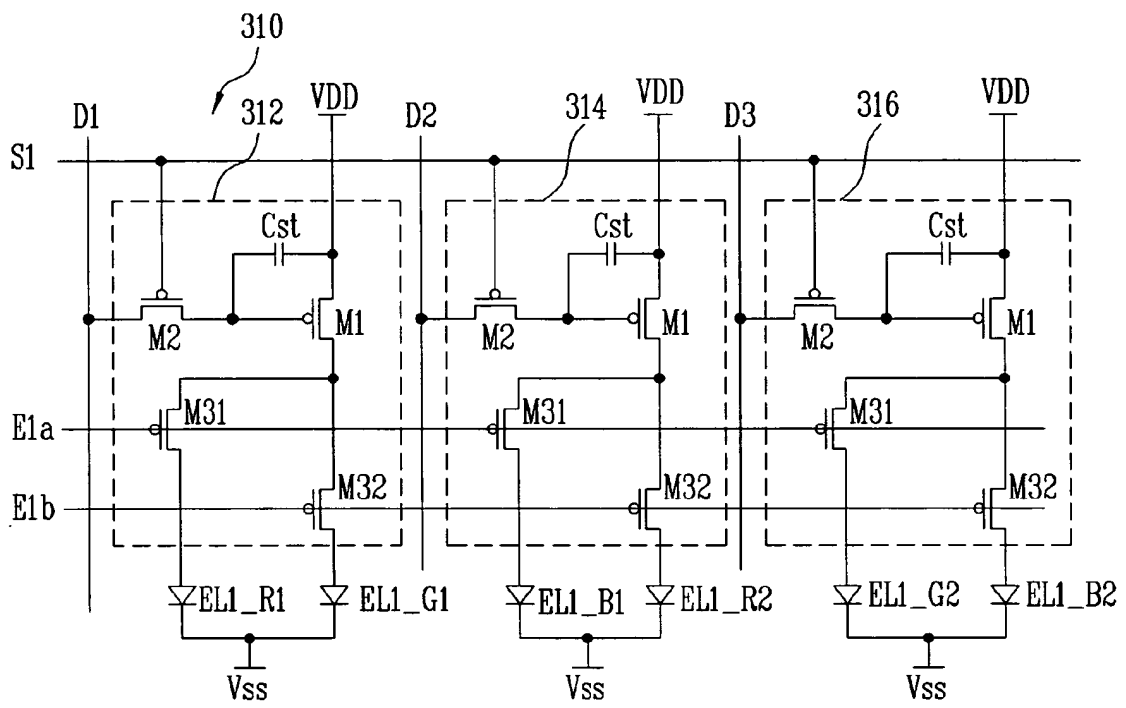 310
D1 312 VDD D2 314 VDD D3 316 VDD
S1
Cst Cst Cst
M2 M1 M2 M1 M2 M1
E1a M31 M31 M31
E1b M32 M32 M32
EL1_R1 EL1_G1 EL1_B1 EL1_R2 EL1_G2 EL1_B2
Vss Vss Vss